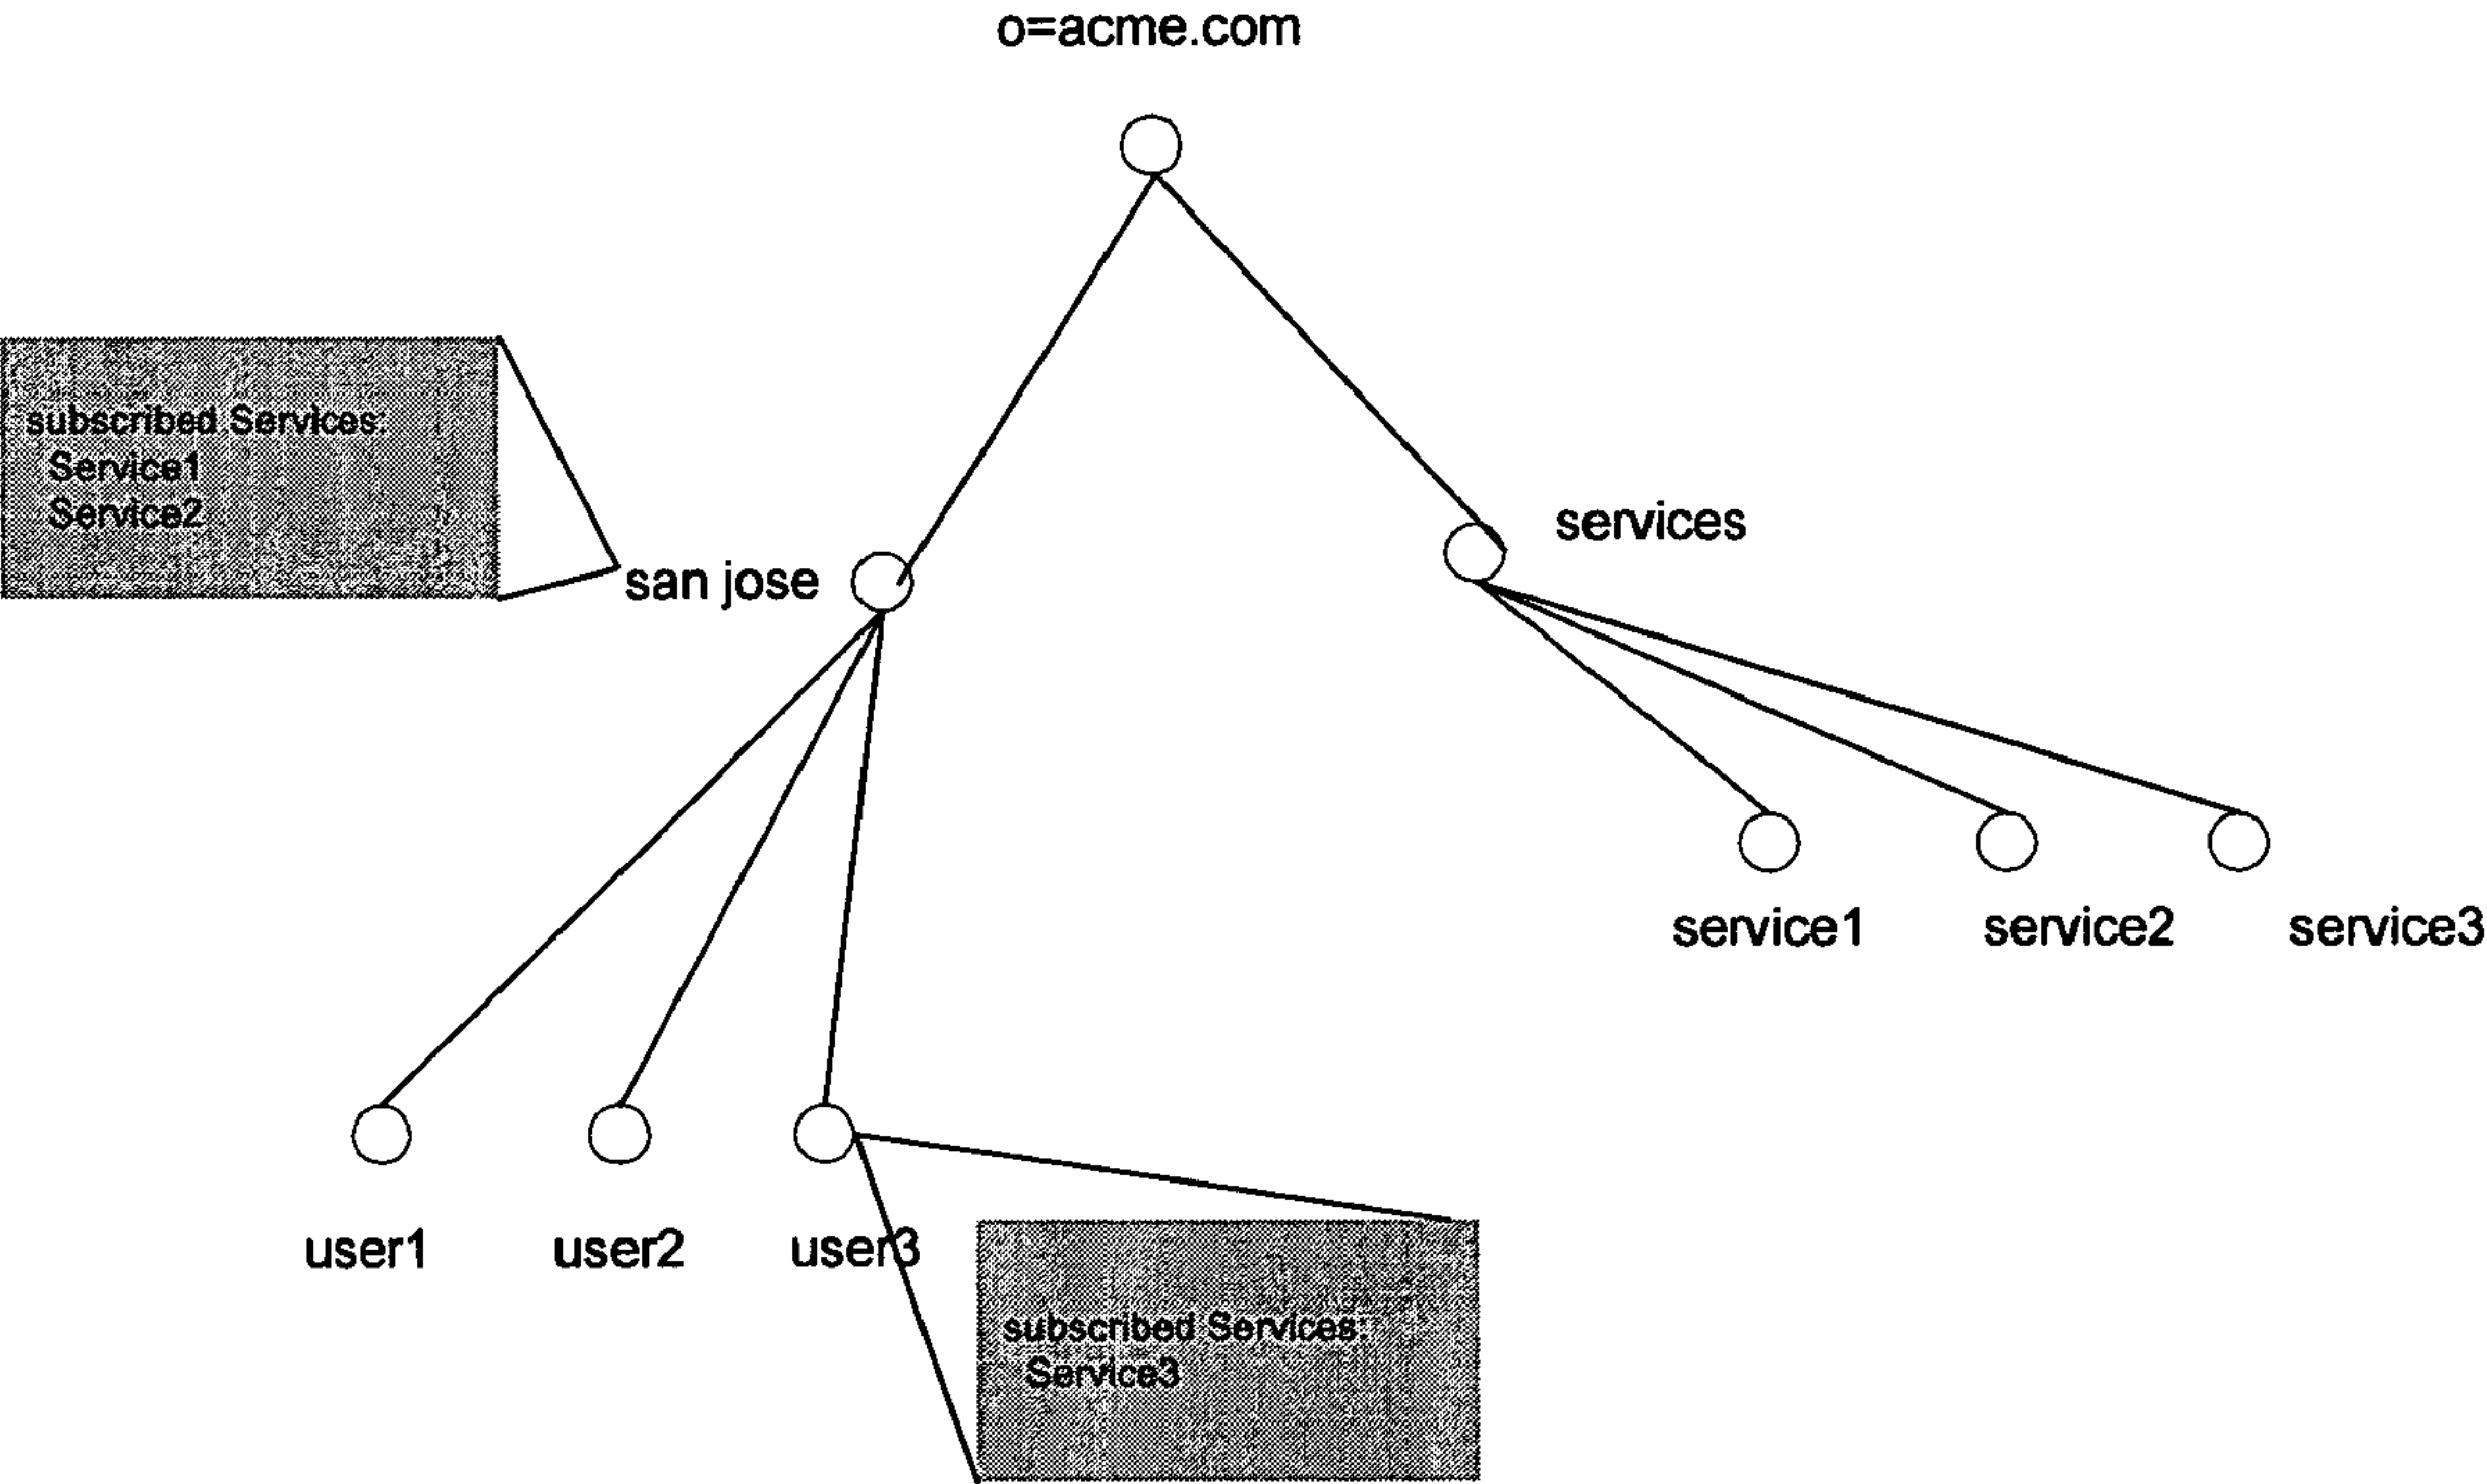 o=acme.com
subscribed Services:
Service1
Service2
san jose
services
service1
service2
service3
user1
user2
user3
subscribed Services:
Service3